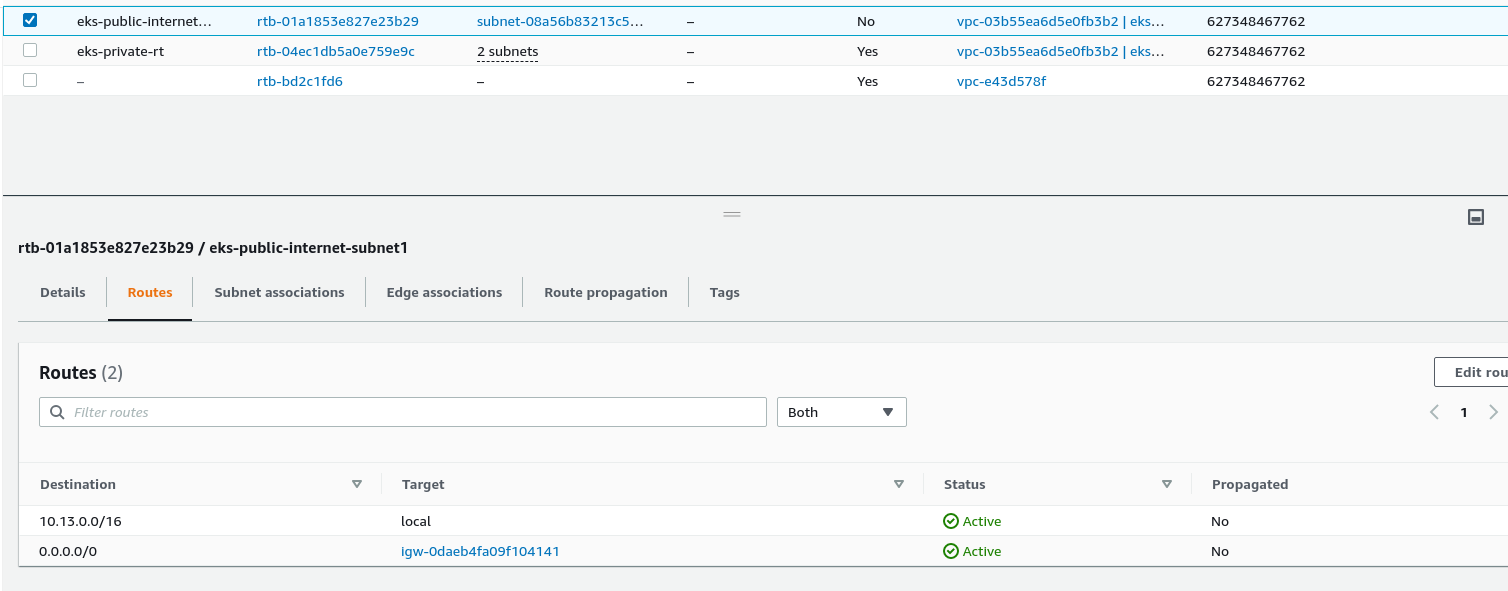 eks-public-internet… rtb-01a1853e827e23b29 subnet-08a56b83213c5… – No vpc-03b55ea6d5e0fb3b2 | eks… 627348467762
eks-private-rt rtb-04ec1db5a0e759e9c 2 subnets – Yes vpc-03b55ea6d5e0fb3b2 | eks… 627348467762
– rtb-bd2c1fd6 – – Yes vpc-e43d578f 627348467762
rtb-01a1853e827e23b29 / eks-public-internet-subnet1
Details Routes Subnet associations Edge associations Route propagation Tags
Routes (2) Edit rou
Filter routes Both 1
Destination Target Status Propagated
10.13.0.0/16 local Active No
0.0.0.0/0 igw-0daeb4fa09f104141 Active No